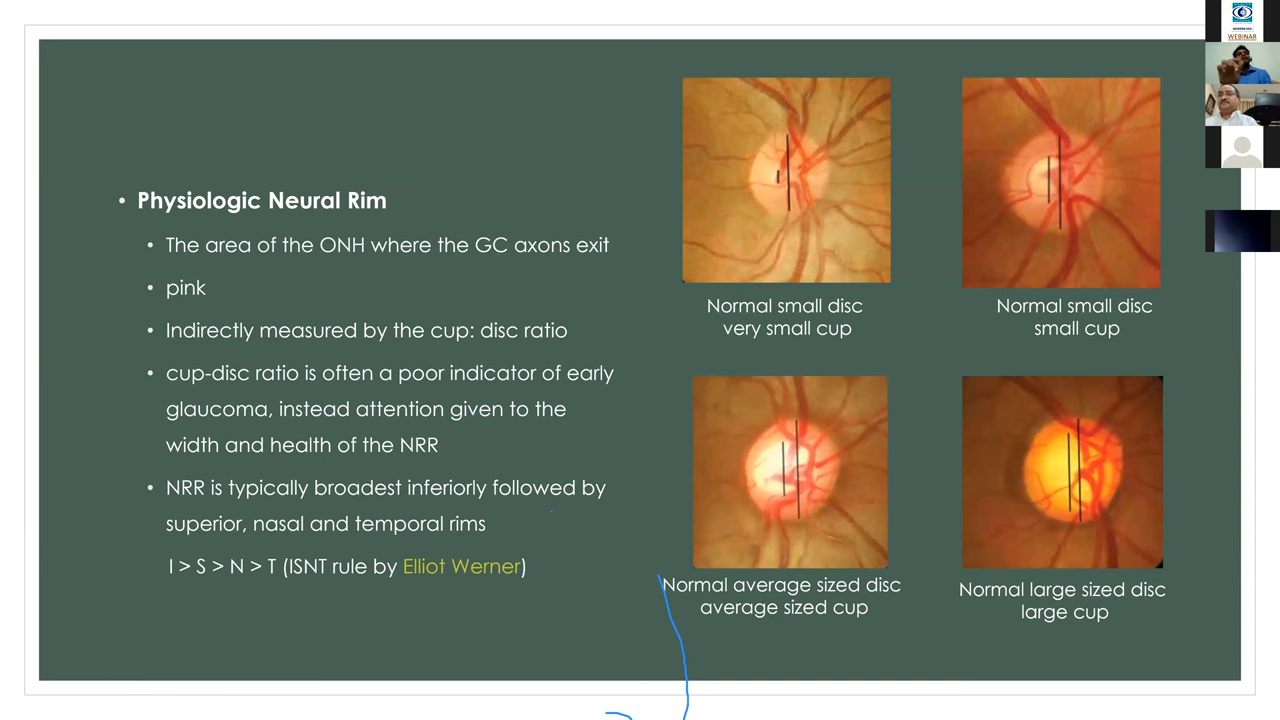 WEBINAR
Physiologic Neural Rim
The area of the ONH where the GC axons exit
pink
Indirectly measured by the cup: disc ratio
cup-disc ratio is often a poor indicator of early
glaucoma, instead attention given to the
width and health of the NRR
NRR is typically broadest inferiorly followed by
superior, nasal and temporal rims
I > S > N > T (ISNT rule by Elliot Werner)
Normal small disc
very small cup
Normal small disc
small cup
Normal average sized disc
average sized cup
Normal large sized disc
large cup